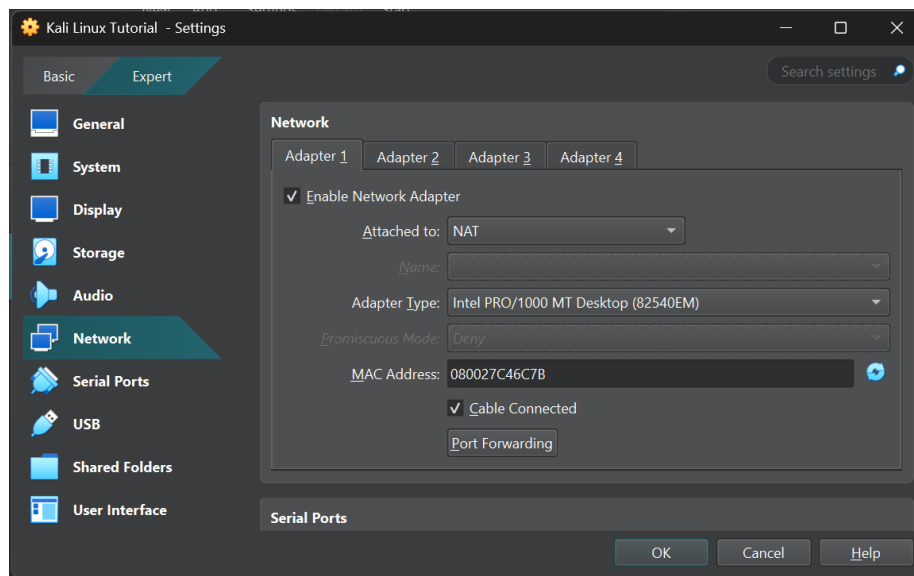 Kali Linux Tutorial - Settings
Basic Expert Search settings
General
System
Display
Storage
Audio
Network
Serial Ports
USB
Shared Folders
User Interface
Network
Adapter 1 Adapter 2 Adapter 3 Adapter 4
Enable Network Adapter
Attached to: NAT
Name:
Adapter Type: Intel PRO/1000 MT Desktop (82540EM)
Promiscuous Mode: Deny
MAC Address: 080027C46C7B
Cable Connected
Port Forwarding
Serial Ports
OK Cancel Help